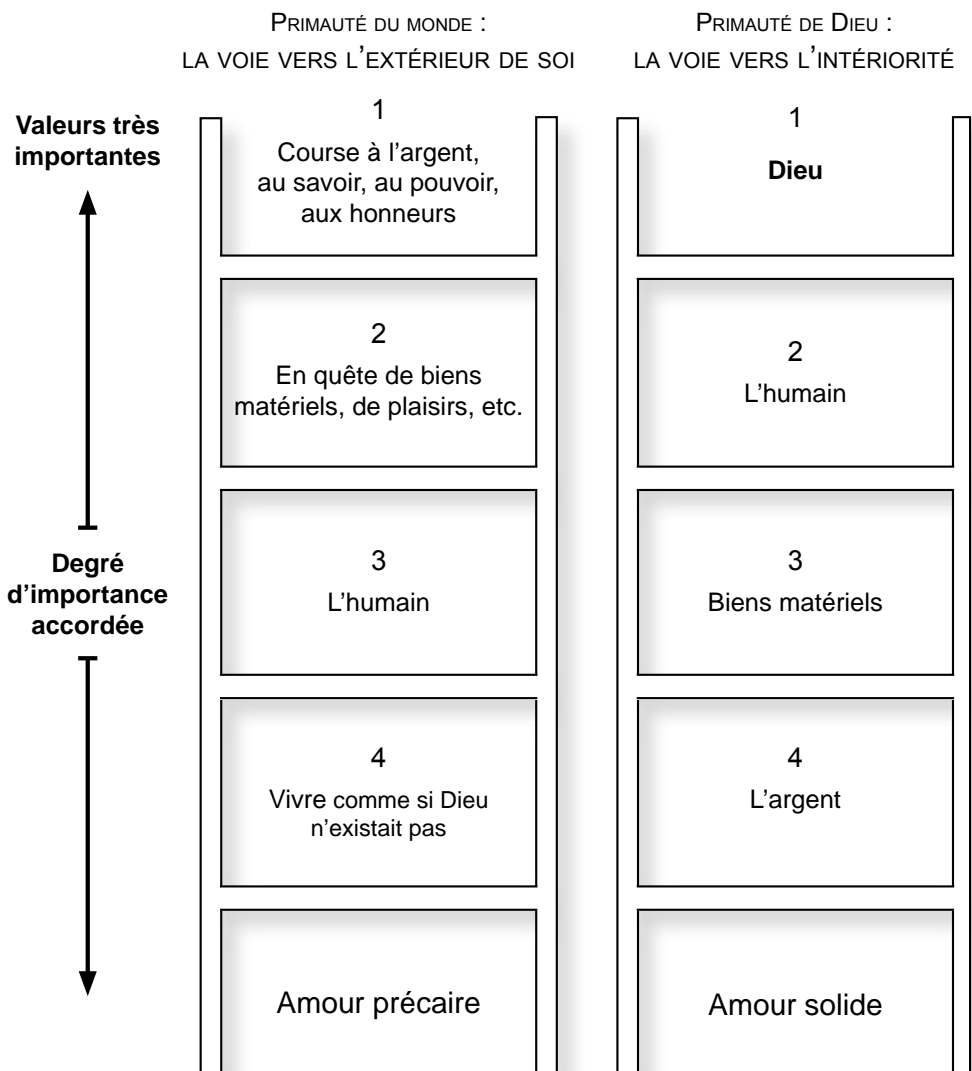 Primauté du monde :
la voie vers l'extérieur de soi
Primauté de Dieu :
la voie vers l'intériorité
Valeurs très
importantes
Degré
d'importance
accordée
1
Course à l'argent,
au savoir, au pouvoir,
aux honneurs
2
En quête de biens
matériels, de plaisirs, etc.
3
L'humain
4
Vivre comme si Dieu
n'existait pas
Amour précaire
1
Dieu
2
L'humain
3
Biens matériels
4
L'argent
Amour solide